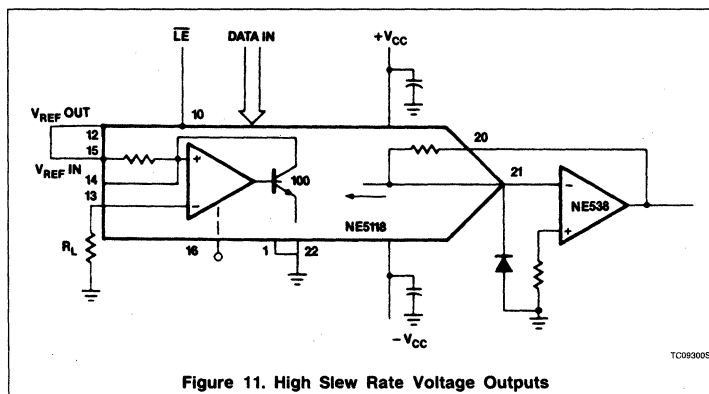 LE
DATA IN
+VCC
10
VREF OUT
12
15
VREF IN
14
13
+
−
100
20
21
−
NE538
+
NE5118
RL
16
1
22
−VCC
TC09300S
Figure 11. High Slew Rate Voltage Outputs